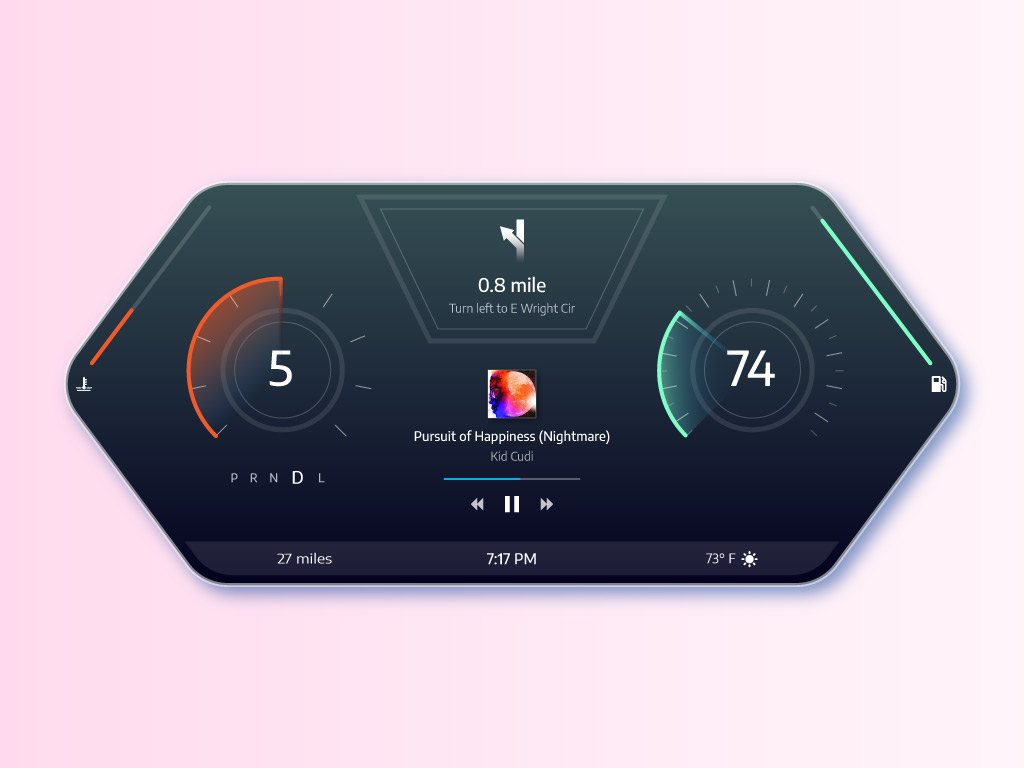 0.8 mile
Turn left to E Wright Cir
5
74
Pursuit of Happiness (Nightmare)
Kid Cudi
P R N D L
27 miles
7:17 PM
73° F